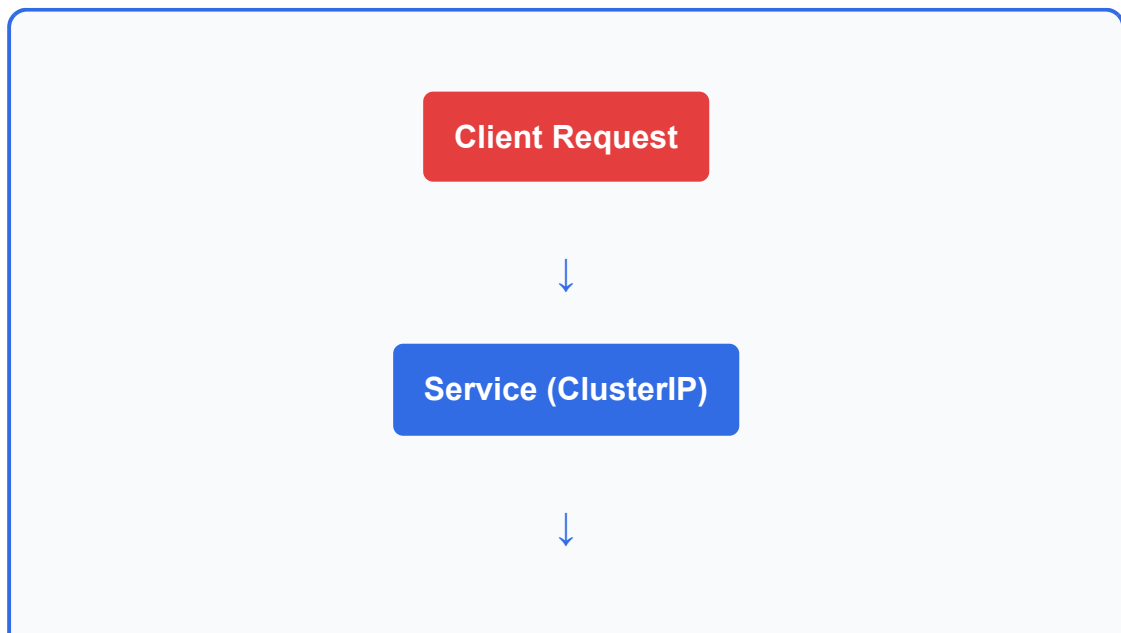 Client Request
↓
Service (ClusterIP)
↓